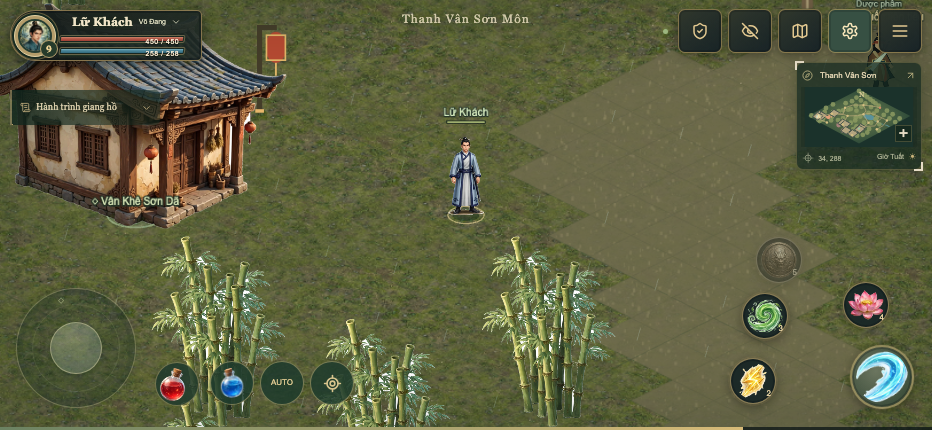 Lữ Khách Võ Đang
9
450 / 450
258 / 258
Thanh Vân Sơn Môn
Dược phẩm
Thanh Vân Sơn
34, 288
Giờ Tuất
Hành trình giang hồ
Lữ Khách
Vân Khê Sơn Dã
5
3
4
2
AUTO